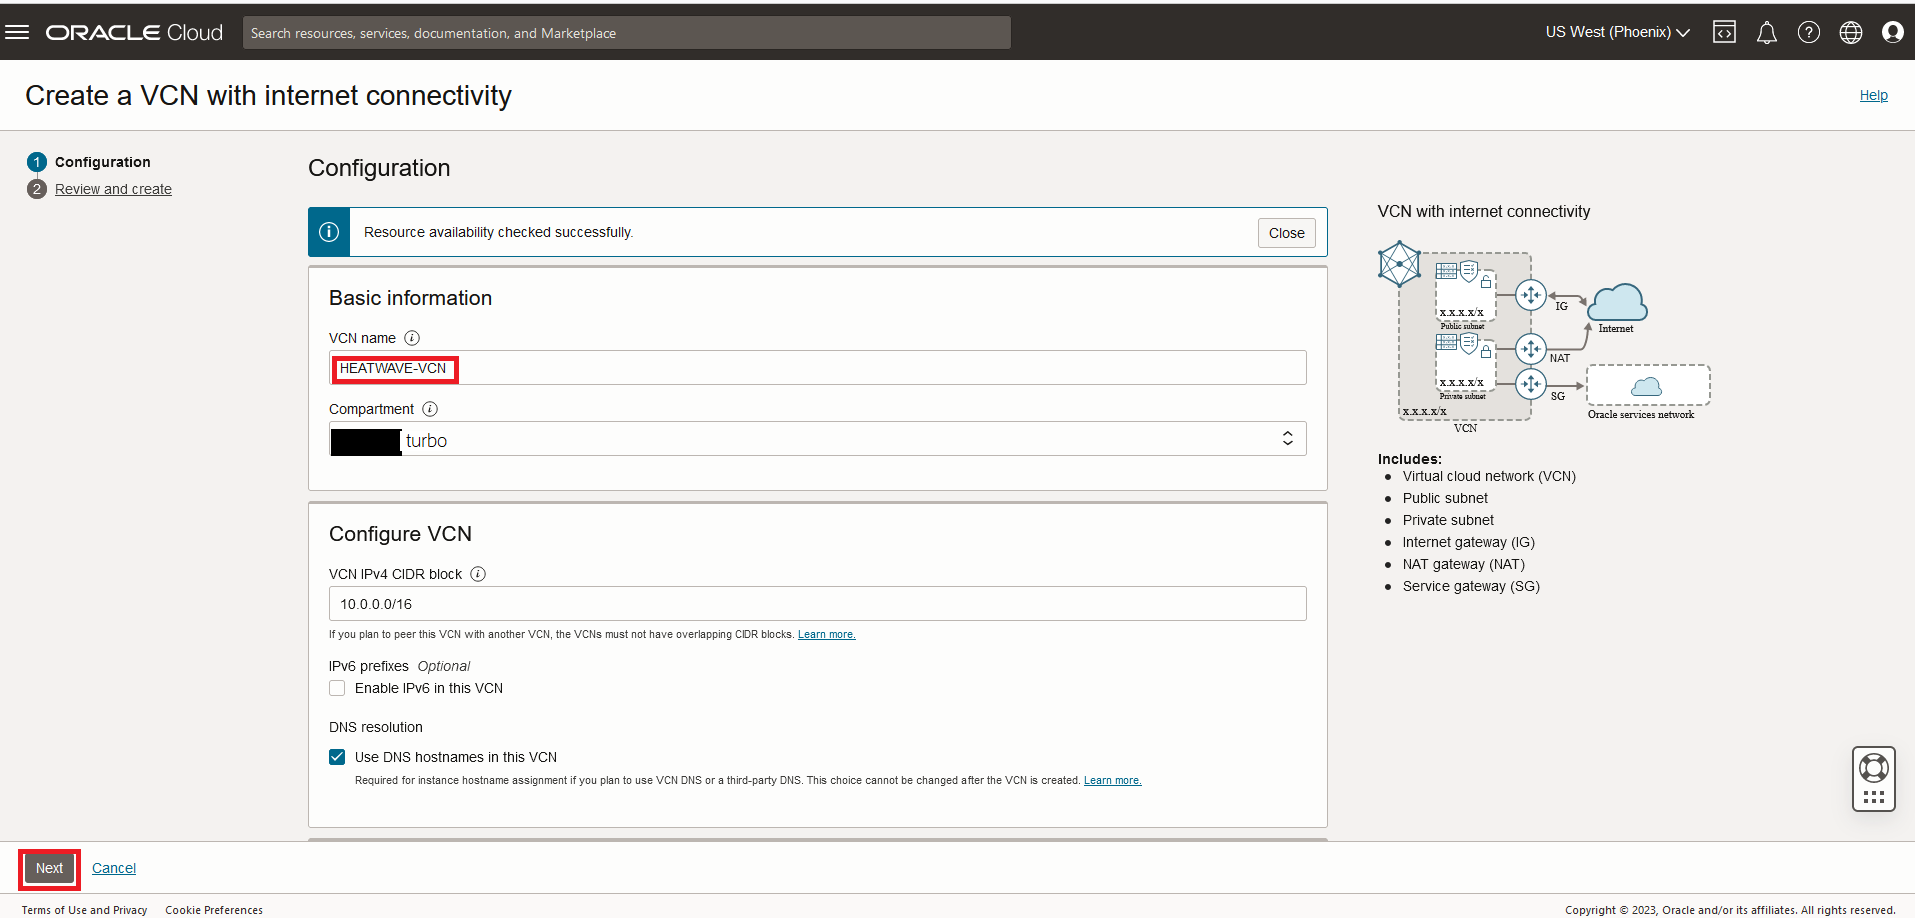 ORACLE Cloud
Search resources, services, documentation, and Marketplace
US West (Phoenix)
Create a VCN with internet connectivity
Help
1 Configuration
2 Review and create
Configuration
Resource availability checked successfully.
Close
Basic information
VCN name
HEATWAVE-VCN
Compartment
turbo
Configure VCN
VCN IPv4 CIDR block
10.0.0.0/16
If you plan to peer this VCN with another VCN, the VCNs must not have overlapping CIDR blocks. Learn more.
IPv6 prefixes Optional
Enable IPv6 in this VCN
DNS resolution
Use DNS hostnames in this VCN
Required for instance hostname assignment if you plan to use VCN DNS or a third-party DNS. This choice cannot be changed after the VCN is created. Learn more.
VCN with internet connectivity
X.X.X.X/X
Public subnet
IG
Internet
NAT
X.X.X.X/X
Private subnet
SG
X.X.X.X/X
Oracle services network
VCN
Includes:
Virtual cloud network (VCN)
Public subnet
Private subnet
Internet gateway (IG)
NAT gateway (NAT)
Service gateway (SG)
Next
Cancel
Terms of Use and Privacy
Cookie Preferences
Copyright © 2023, Oracle and/or its affiliates. All rights reserved.